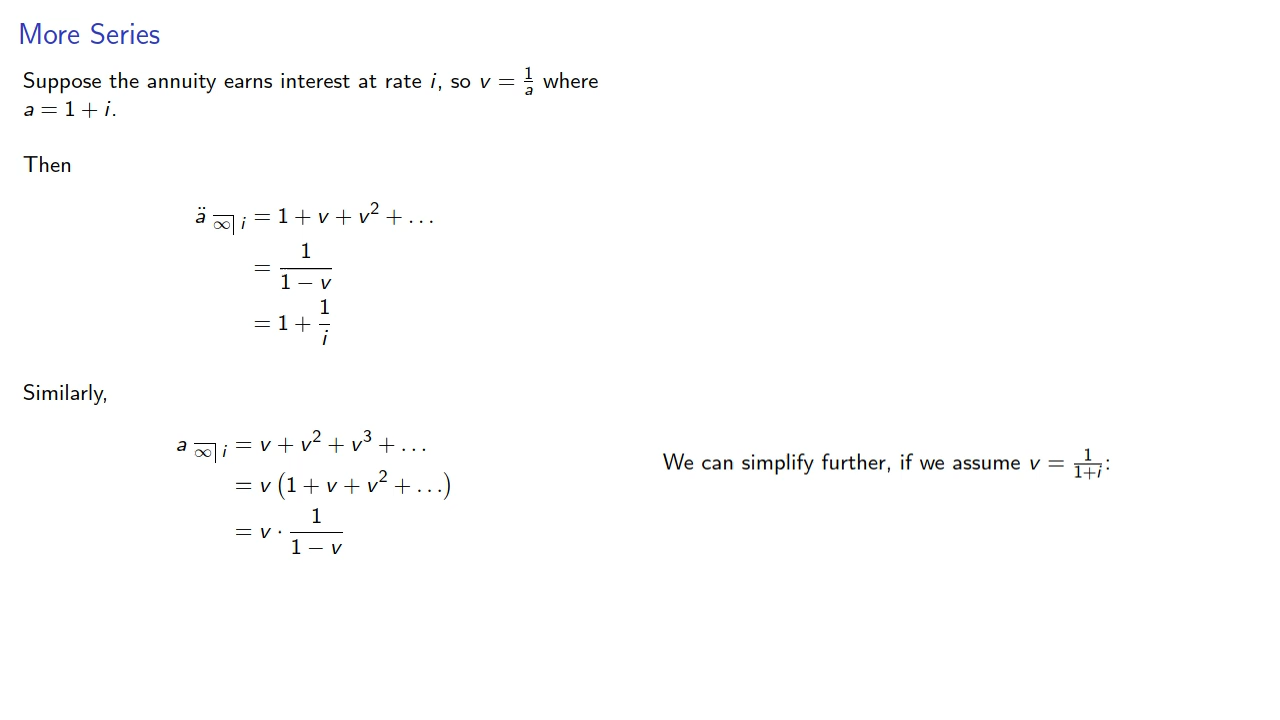 More Series
Suppose the annuity earns interest at rate i, so v = 1/a where
a = 1 + i.
Then
ä ∞| i = 1 + v + v² + . . .
= 1/(1 − v)
= 1 + 1/i
Similarly,
a ∞| i = v + v² + v³ + . . .
= v (1 + v + v² + . . .)
= v · 1/(1 − v)
We can simplify further, if we assume v = 1/(1+i):